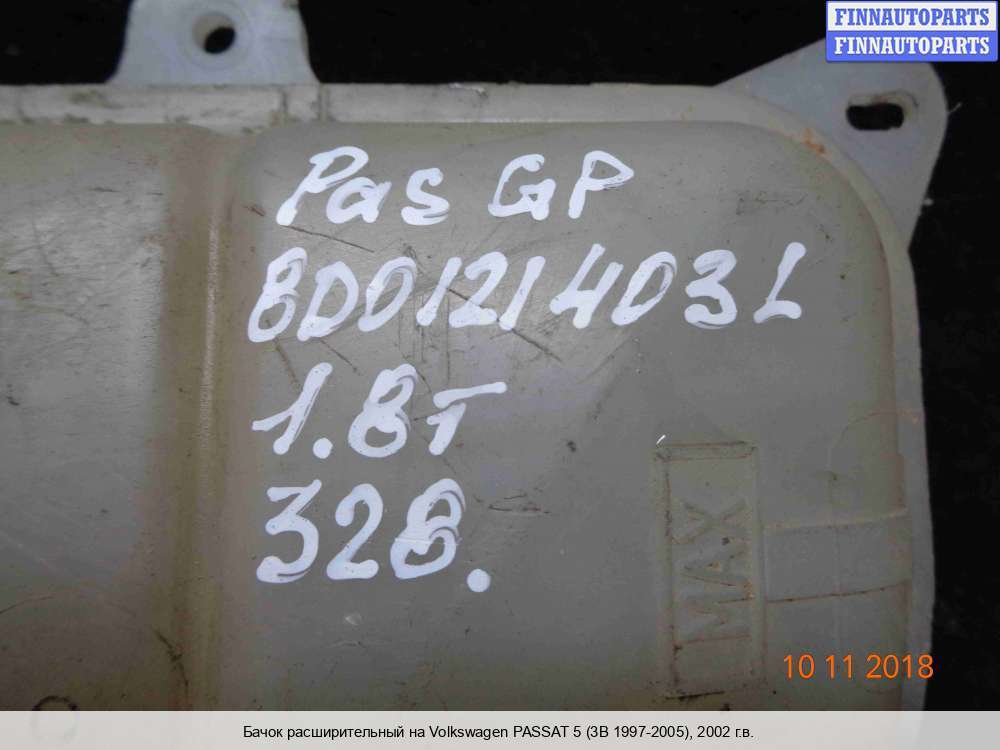 FINNAUTOPARTS
FINNAUTOPARTS
Pas GP
8D0121403L
1.8T
328.
MAX
10 11 2018
Бачок расширительный на Volkswagen PASSAT 5 (3B 1997-2005), 2002 г.в.